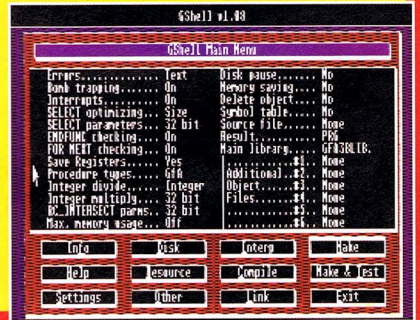 GShell v1.08
GShell Main Menu
Errors............. Text
Bomb trapping...... On
Interrupts......... On
SELECT optimizing.. Size
SELECT parameters.. 32 bit
ENDFUNC checking... On
FOR NEXT checking.. On
Save Registers..... Yes
Procedure types.... GfA
Integer divide..... Integer
Integer multiply... 32 bit
RC_INTERSECT parms.. 32 bit
Max. memory usage.. Off
Disk pause...... No
Memory saving... No
Delete object... No
Symbol table.... No
Source file..... None
Result.......... PRG
Main library.... GFA3BLIB.
...........#1.. None
Additional..#2.. None
Object......#3.. None
Files.......#4.. None
...........#5.. None
...........#6.. None
Info
Disk
Interp
Make
Help
Resource
Compile
Make & Test
Settings
Other
Link
Exit